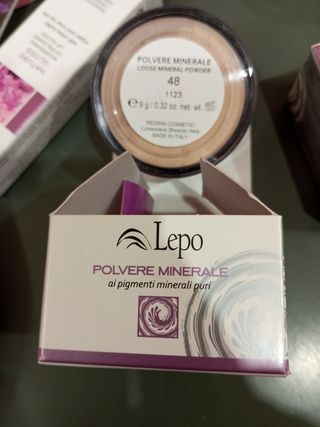 POLVERE MINERALE
LOOSE MINERAL POWDER
48
1123
℮ 9 g / 0.32 oz. net. wt.
PEDRINI COSMETICI
Lumezzane (Brescia) Italy
MADE IN ITALY
Lepo
POLVERE MINERALE
ai pigmenti minerali puri